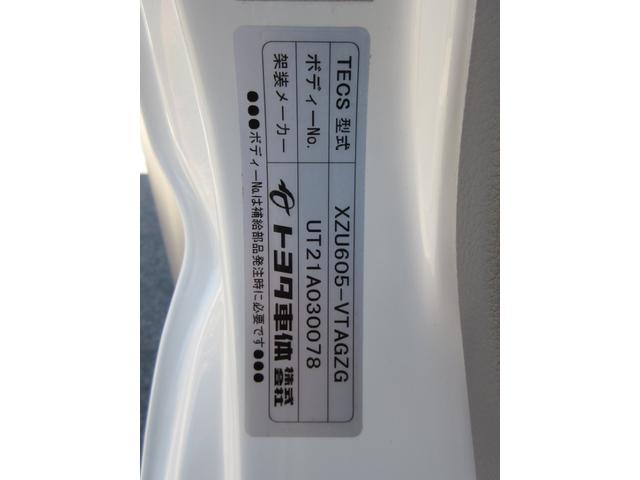 TECS 型式 XZU605-VTAGZG
ボディーNo. UT21A030078
架装メーカー トヨタ車体 株式会社
●●●ボディー№は補給部品発注時に必要です●●●